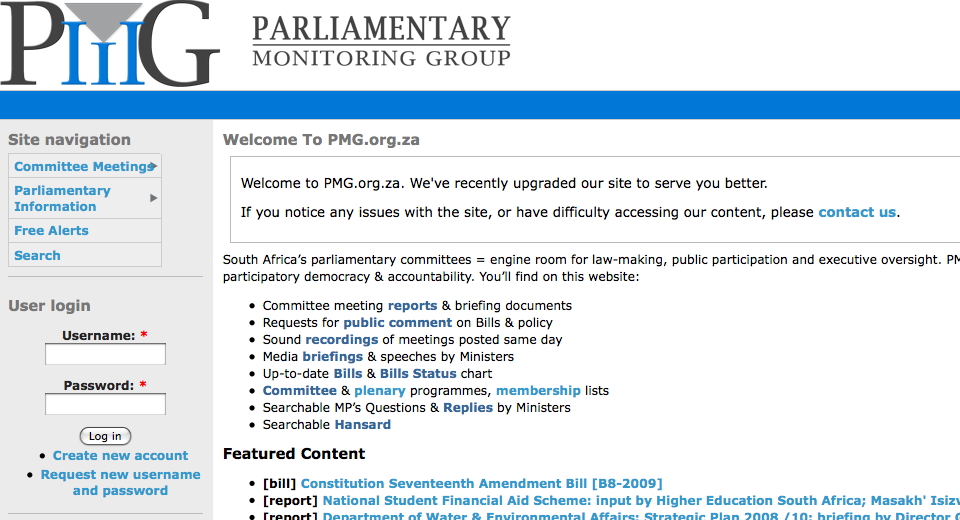 PMG
PARLIAMENTARY
MONITORING GROUP
Site navigation
Committee Meetings
Parliamentary
Information
Free Alerts
Search
User login
Username: *
Password: *
Log in
Create new account
Request new username
and password
Welcome To PMG.org.za
Welcome to PMG.org.za. We've recently upgraded our site to serve you better.
If you notice any issues with the site, or have difficulty accessing our content, please contact us.
South Africa’s parliamentary committees = engine room for law-making, public participation and executive oversight.
participatory democracy & accountability. You’ll find on this website:
Committee meeting reports & briefing documents
Requests for public comment on Bills & policy
Sound recordings of meetings posted same day
Media briefings & speeches by Ministers
Up-to-date Bills & Bills Status chart
Committee & plenary programmes, membership lists
Searchable MP’s Questions & Replies by Ministers
Searchable Hansard
Featured Content
[bill] Constitution Seventeenth Amendment Bill [B8-2009]
[report] National Student Financial Aid Scheme: input by Higher Education South Africa; Masakh'
[report] Department of Water & Environmental Affairs: Strategic Plan 2008 /10: briefing by Director